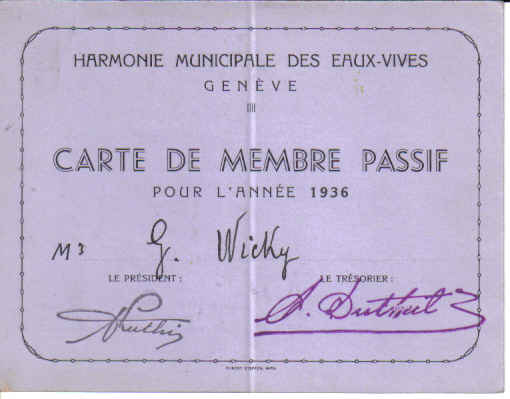 HARMONIE MUNICIPALE DES EAUX-VIVES
GENÈVE
CARTE DE MEMBRE PASSIF
POUR L'ANNÉE 1936
G. Wicky
LE PRÉSIDENT : LE TRÉSORIER :